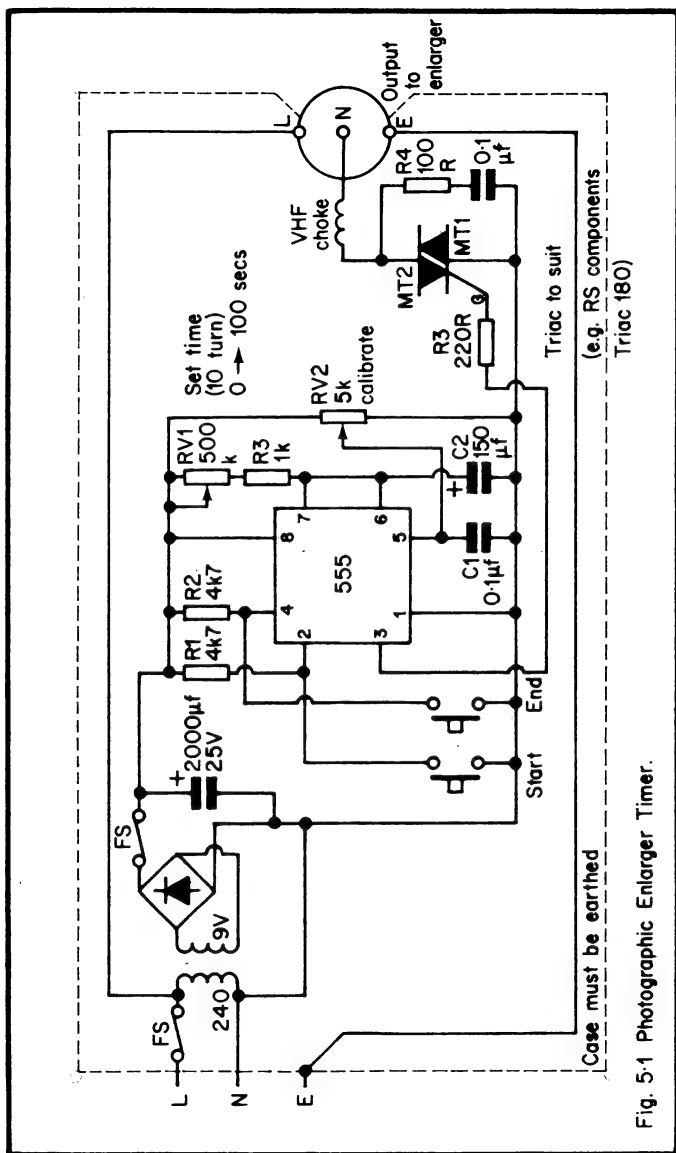 L
N
E
FS
240
9V
FS
+
2000µf
25V
Case must be earthed
Start
End
R1
4k7
R2
4k7
2
4
8
3
555
7
6
1
5
RV1
500
k
R3
1k
C1
0·1µf
+
C2
150
µf
Set time
(10 turn)
0 → 100 secs
RV2
5k
calibrate
VHF
choke
MT2
MT1
G
R3
220R
R4
100
R
0·1
µf
Triac to suit
(e.g. RS components
Triac 180)
L
N
E
Output
to
enlarger
Fig. 5·1 Photographic Enlarger Timer.